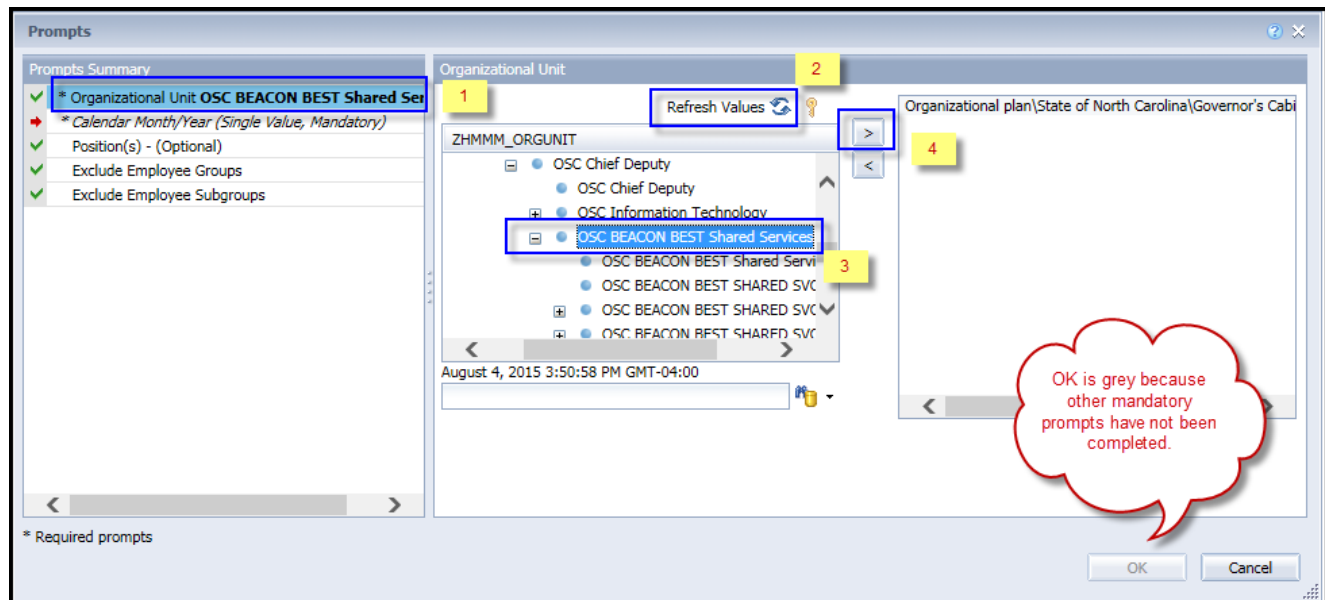 Prompts
Prompts Summary
* Organizational Unit OSC BEACON BEST Shared Ser
* Calendar Month/Year (Single Value, Mandatory)
Position(s) - (Optional)
Exclude Employee Groups
Exclude Employee Subgroups
* Required prompts
Organizational Unit
1
2
Refresh Values
ZHMMM_ORGUNIT
OSC Chief Deputy
OSC Chief Deputy
OSC Information Technology
OSC BEACON BEST Shared Services
3
OSC BEACON BEST Shared Servi
OSC BEACON BEST SHARED SVC
OSC BEACON BEST SHARED SVC
OSC BEACON BEST SHARED SVC
August 4, 2015 3:50:58 PM GMT-04:00
>
<
4
Organizational plan\State of North Carolina\Governor's Cabi
OK is grey because
other mandatory
prompts have not been
completed.
OK
Cancel